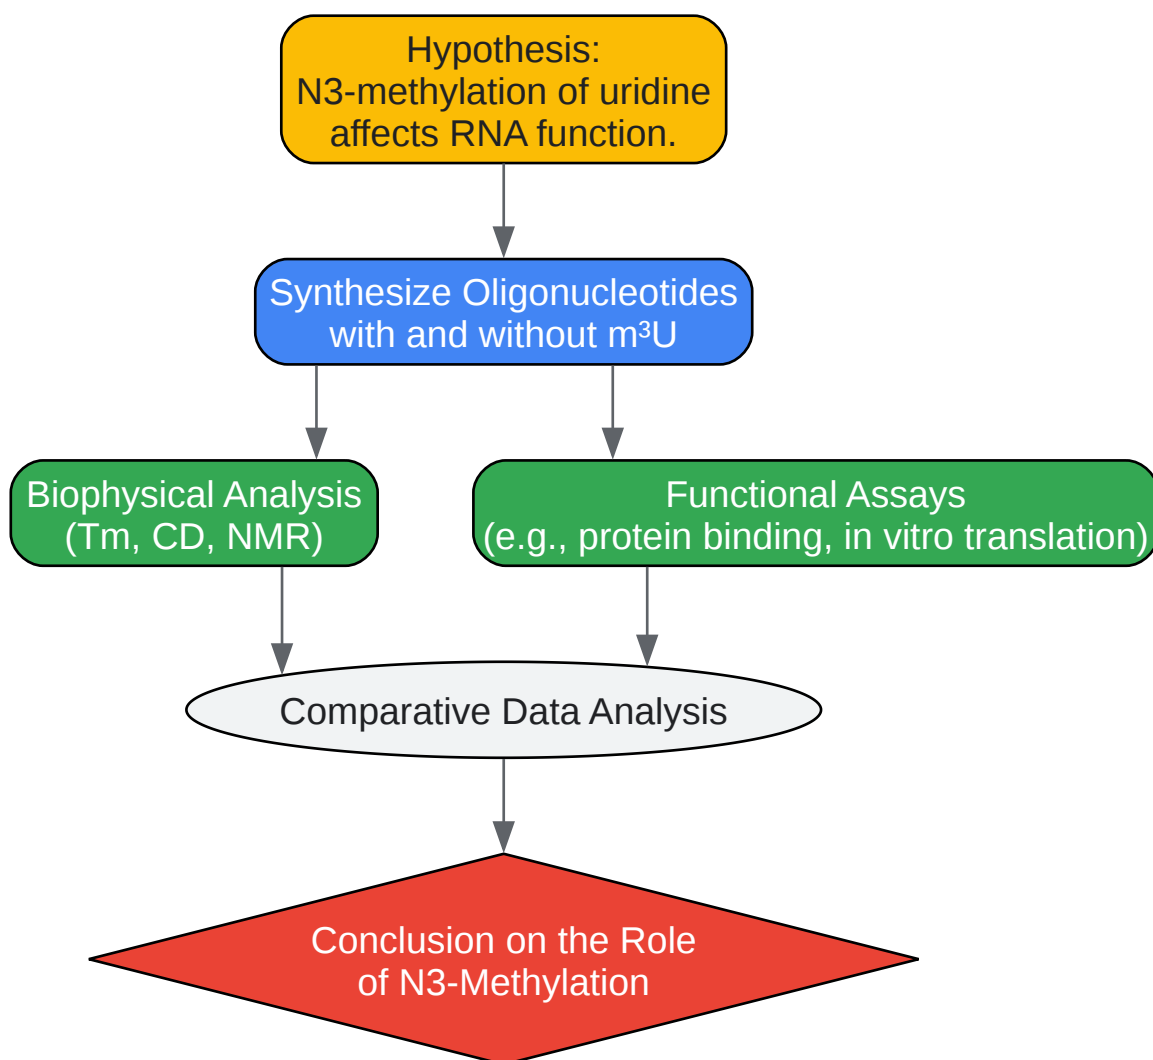 Hypothesis:
N3-methylation of uridine
affects RNA function.
Synthesize Oligonucleotides
with and without m³U
Biophysical Analysis
(Tm, CD, NMR)
Functional Assays
(e.g., protein binding, in vitro translation)
Comparative Data Analysis
Conclusion on the Role
of N3-Methylation